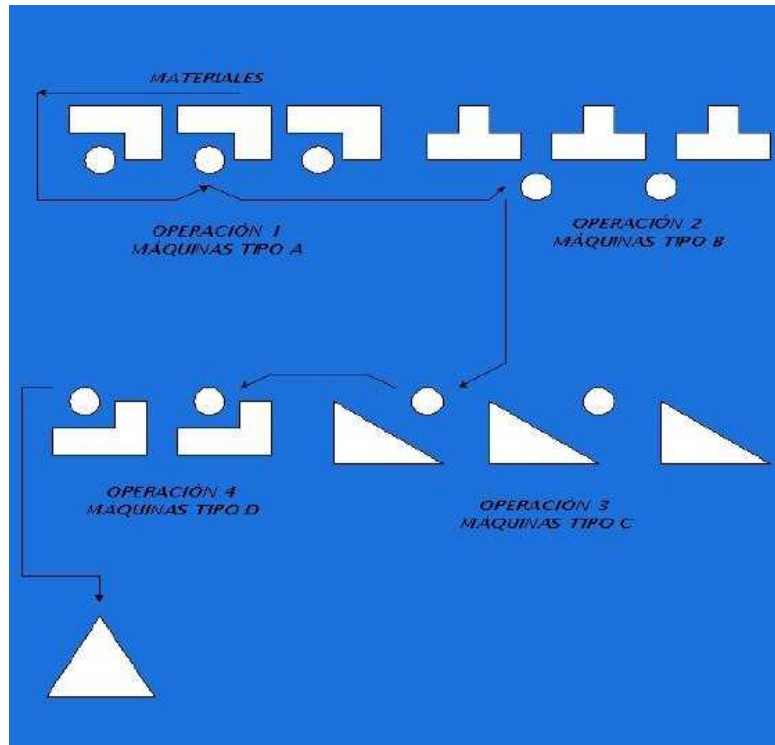 MATERIALES
OPERACIÓN 1
MÁQUINAS TIPO A
OPERACIÓN 2
MÁQUINAS TIPO B
OPERACIÓN 4
MÁQUINAS TIPO D
OPERACIÓN 3
MÁQUINAS TIPO C